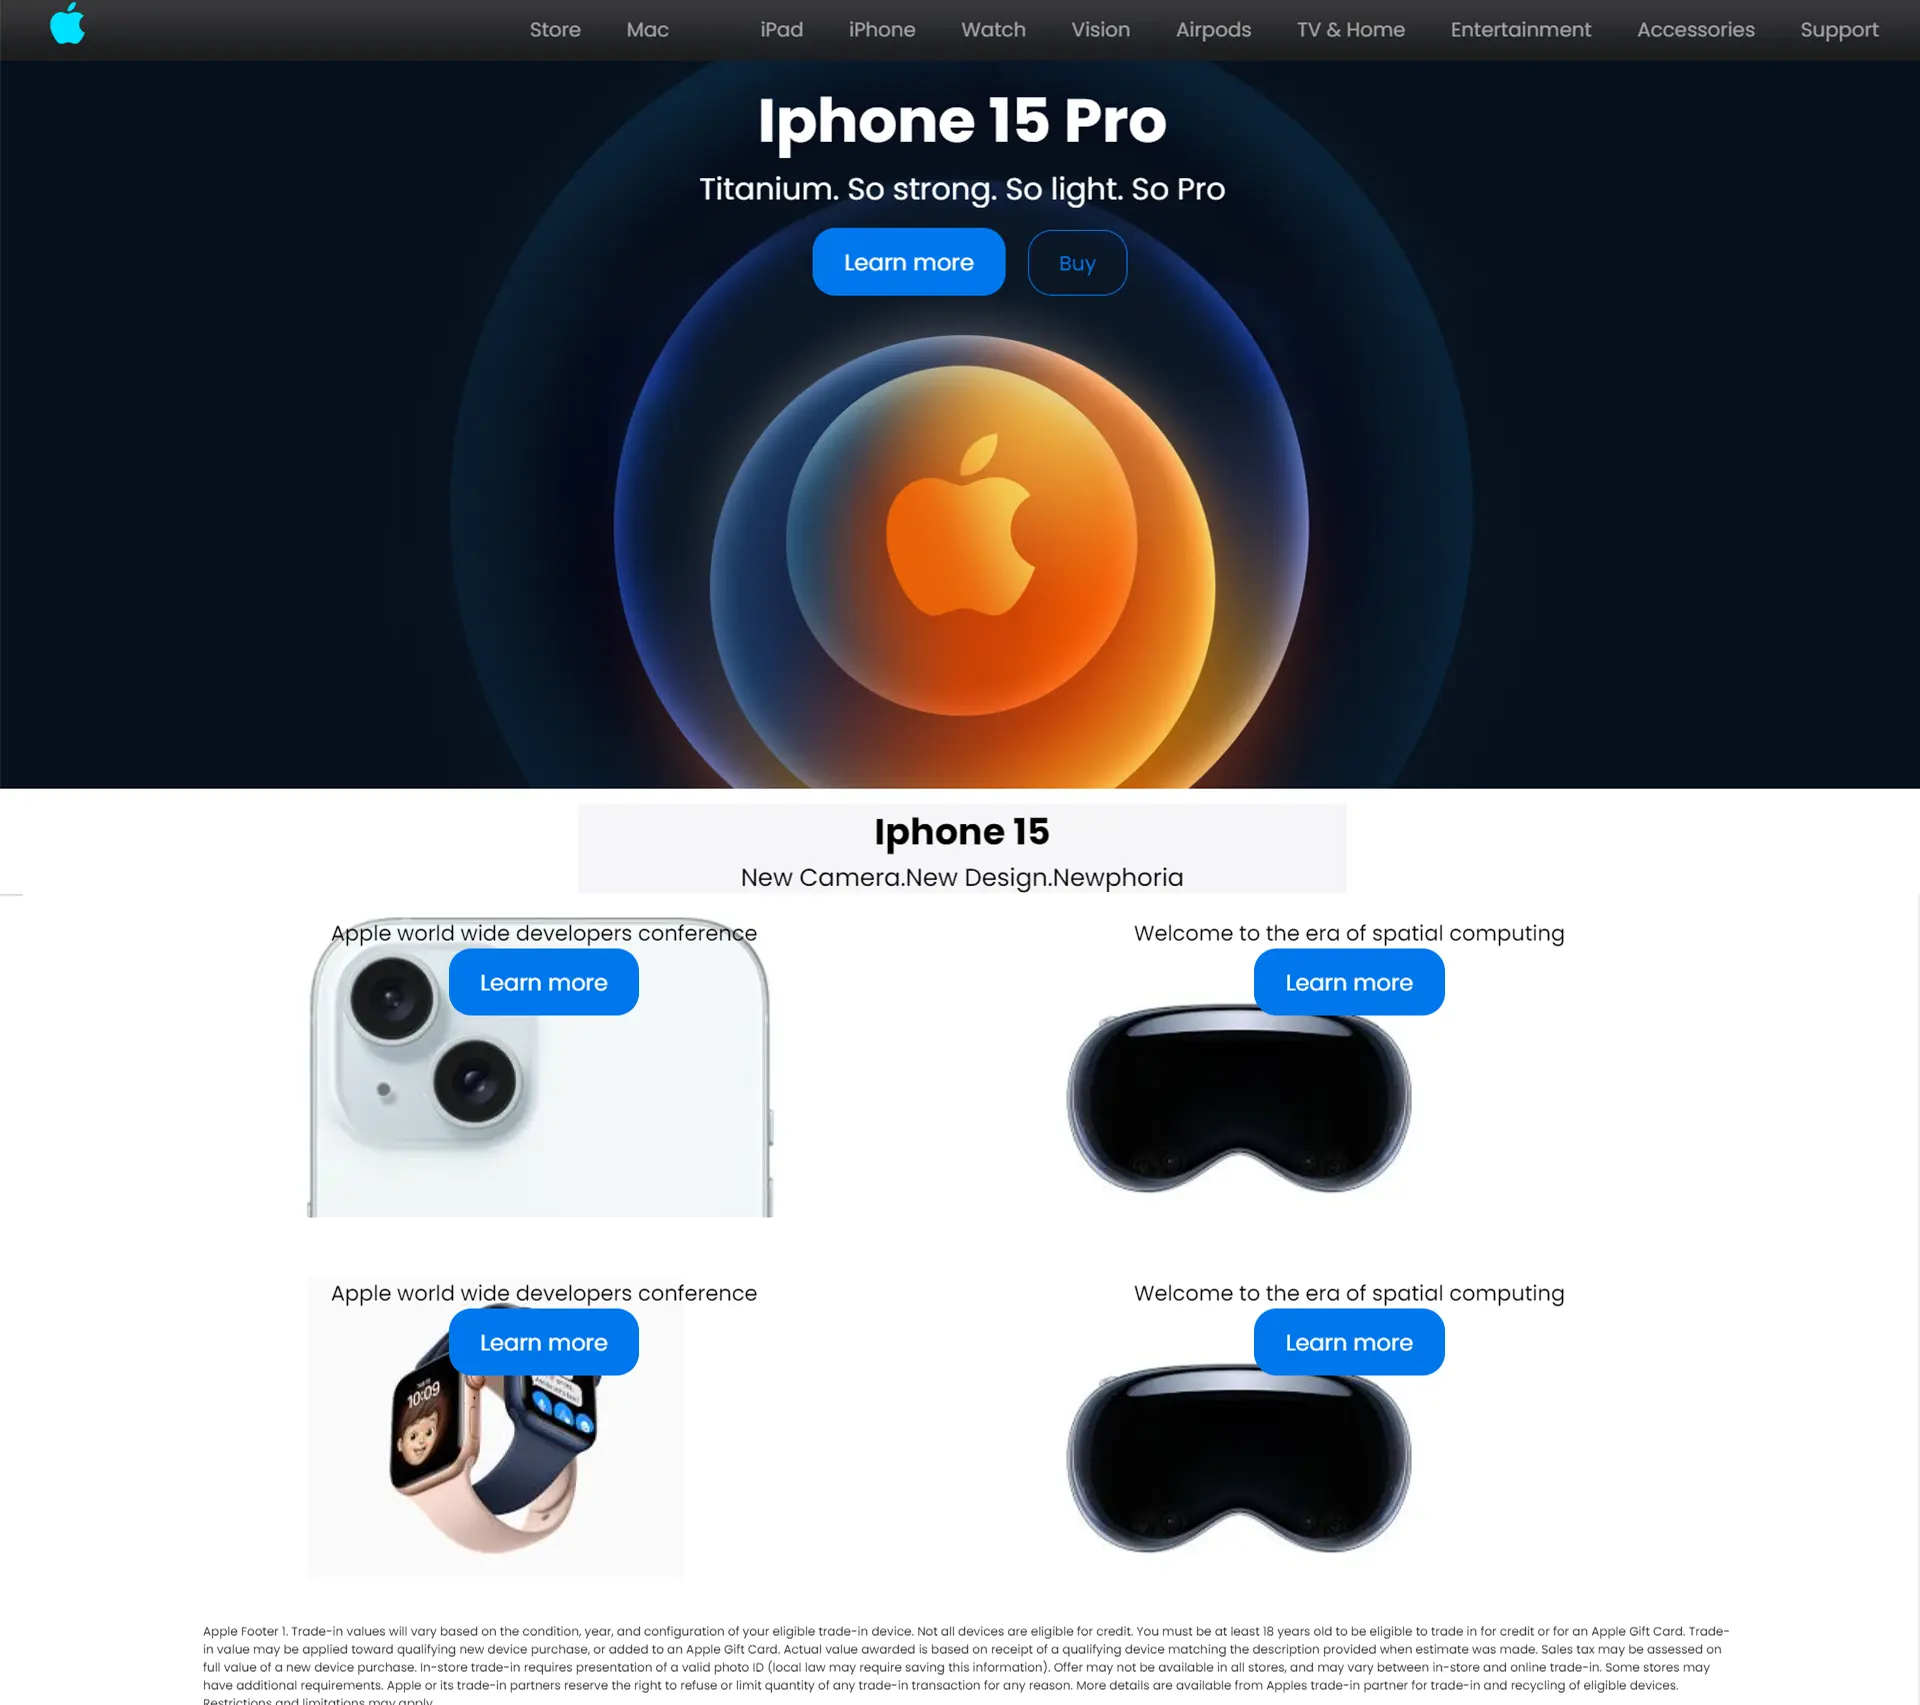 Store Mac iPad iPhone Watch Vision Airpods TV & Home Entertainment Accessories Support
Iphone 15 Pro
Titanium. So strong. So light. So Pro
Learn more Buy
Iphone 15
New Camera.New Design.Newphoria
Apple world wide developers conference
Learn more
Welcome to the era of spatial computing
Learn more
Apple world wide developers conference
Learn more
10:09
Welcome to the era of spatial computing
Learn more
Apple Footer 1. Trade-in values will vary based on the condition, year, and configuration of your eligible trade-in device. Not all devices are eligible for credit. You must be at least 18 years old to be eligible to trade in for credit or for an Apple Gift Card. Trade-
in value may be applied toward qualifying new device purchase, or added to an Apple Gift Card. Actual value awarded is based on receipt of a qualifying device matching the description provided when estimate was made. Sales tax may be assessed on
full value of a new device purchase. In-store trade-in requires presentation of a valid photo ID (local law may require saving this information). Offer may not be available in all stores, and may vary between in-store and online trade-in. Some stores may
have additional requirements. Apple or its trade-in partners reserve the right to refuse or limit quantity of any trade-in transaction for any reason. More details are available from Apples trade-in partner for trade-in and recycling of eligible devices.
Restrictions and limitations may apply.